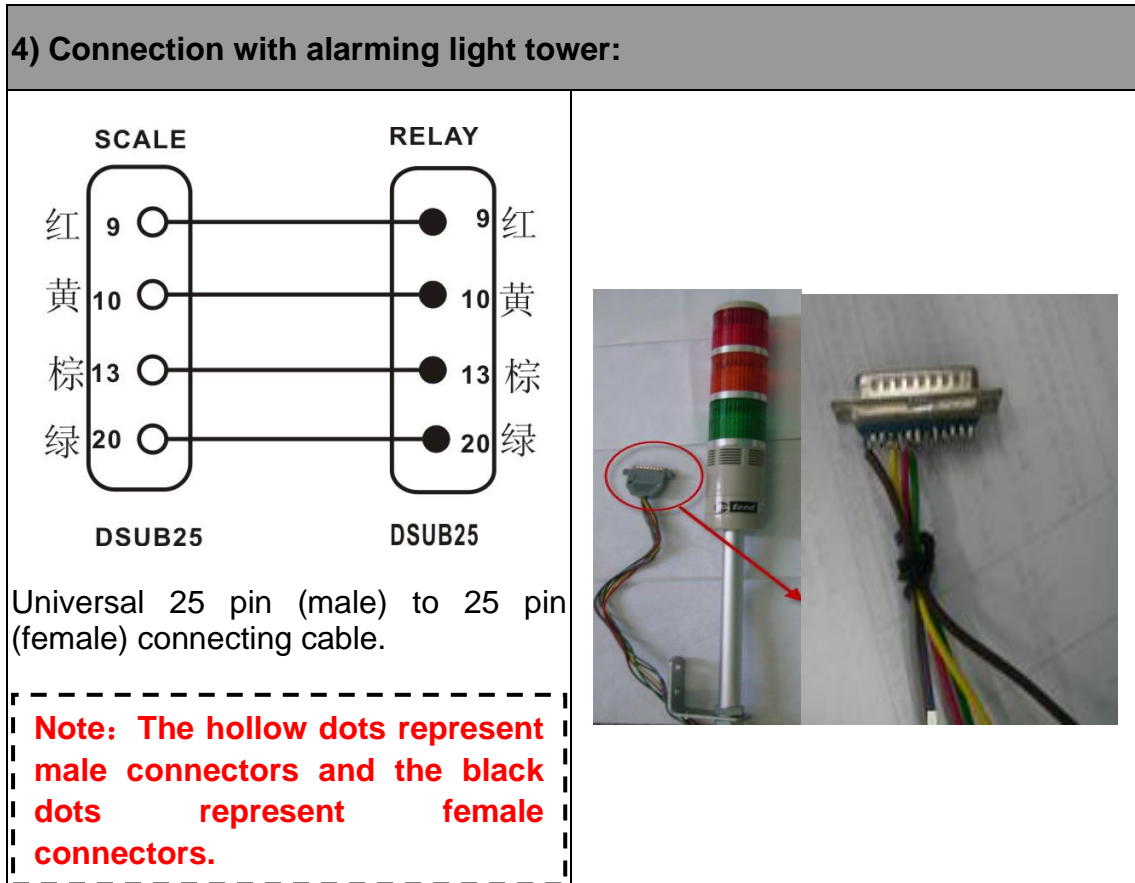 4) Connection with alarming light tower:
SCALE RELAY
红 9 9 红
黄 10 10 黄
棕 13 13 棕
绿 20 20 绿
DSUB25 DSUB25
Universal 25 pin (male) to 25 pin
(female) connecting cable.
Note：The hollow dots represent
male connectors and the black
dots represent female
connectors.